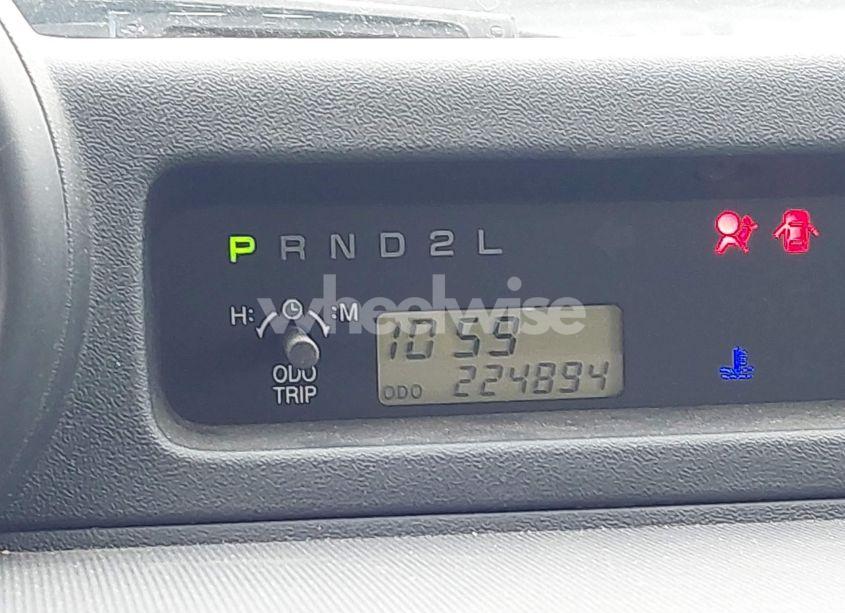 P R N D 2 L
H: :M
wheelwise
10 59
ODO
TRIP
ODO 224894